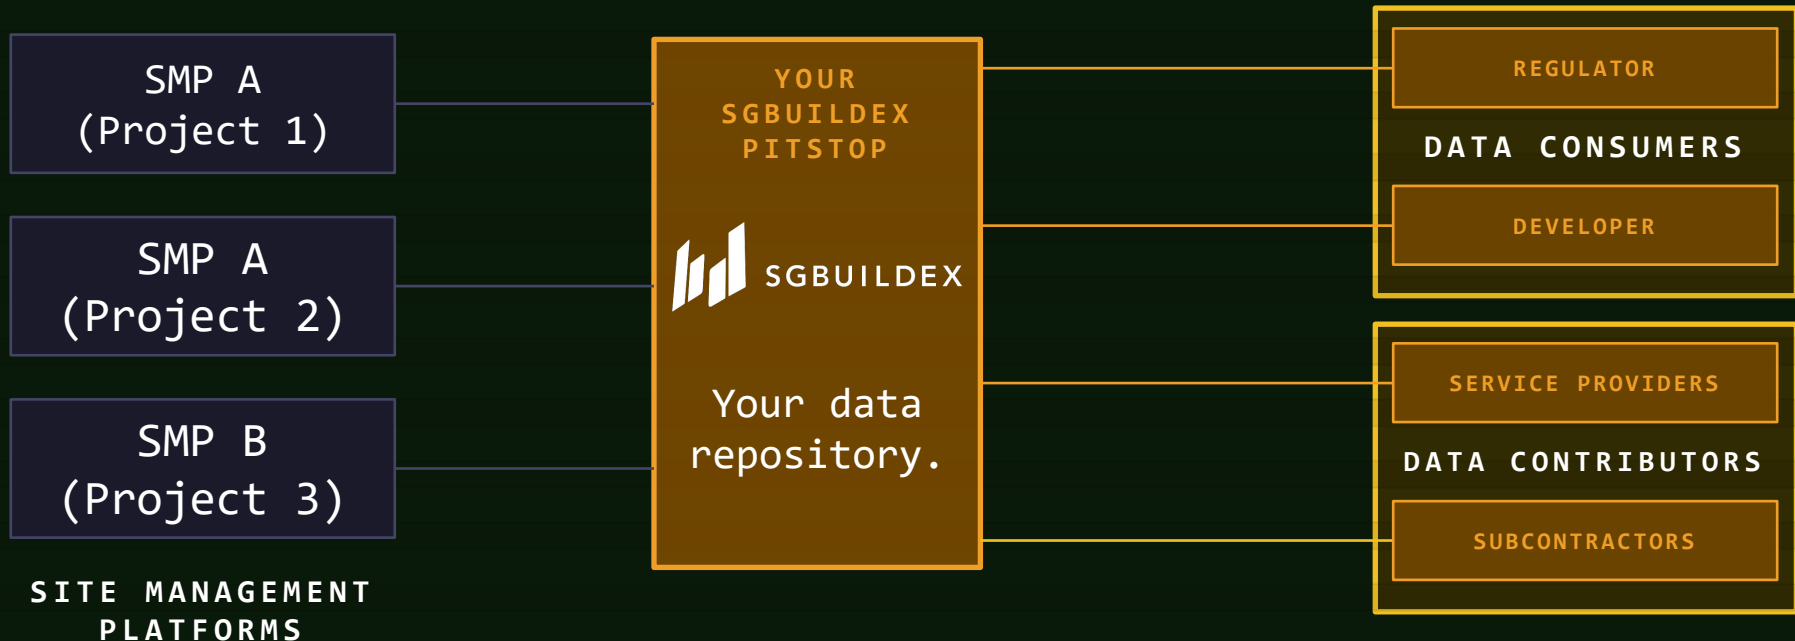 SMP A
(Project 1)
SMP A
(Project 2)
SMP B
(Project 3)
SITE MANAGEMENT
PLATFORMS
YOUR
SGBUILDEX
PITSTOP
SGBUILDEX
Your data
repository.
REGULATOR
DATA CONSUMERS
DEVELOPER
SERVICE PROVIDERS
DATA CONTRIBUTORS
SUBCONTRACTORS